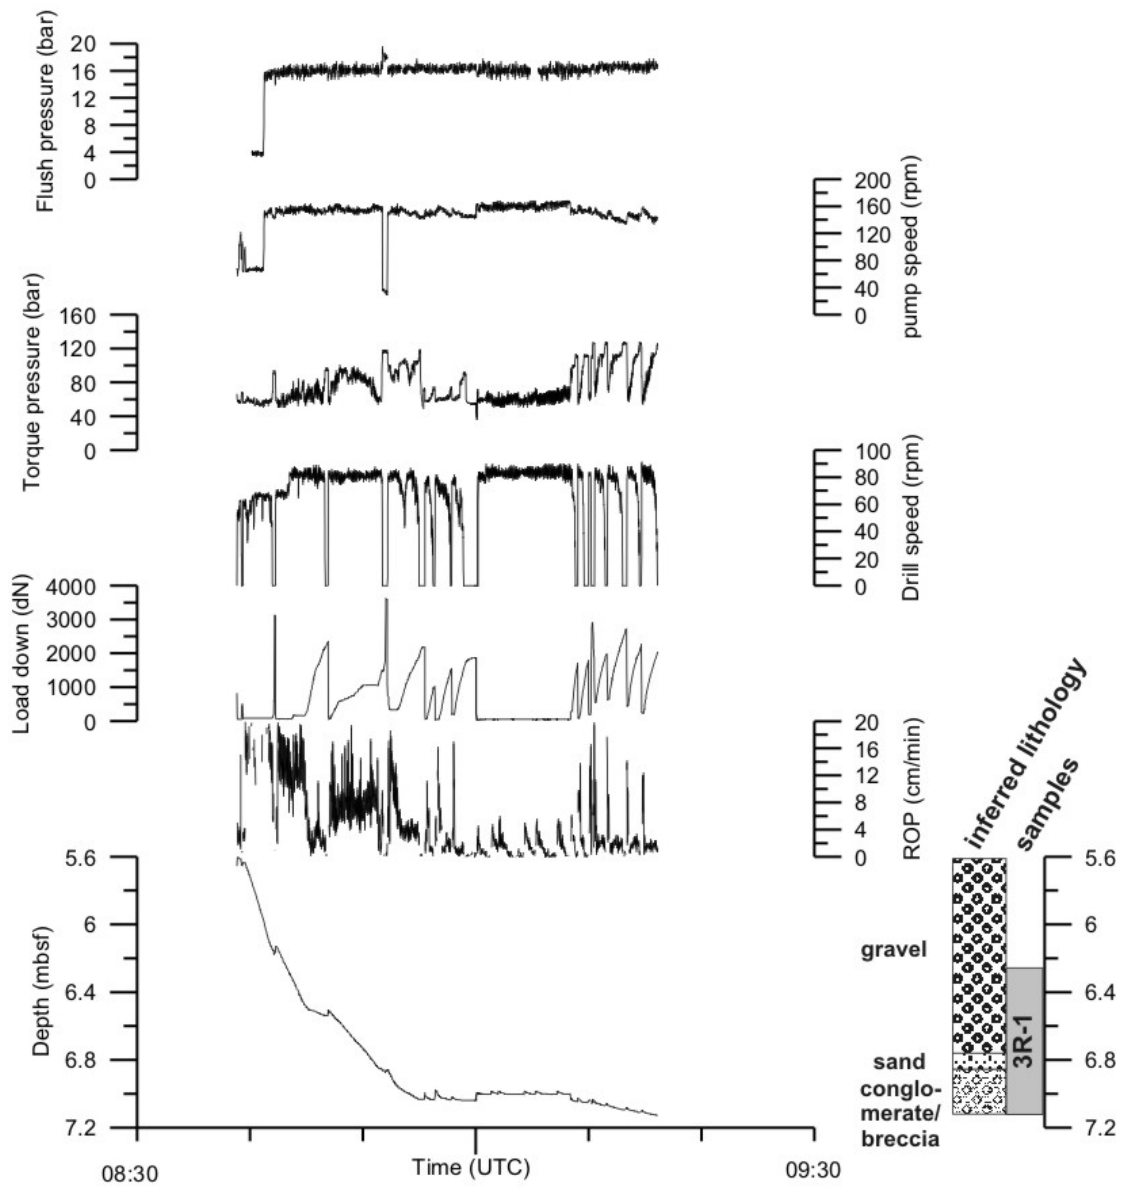 Flush pressure (bar)
20
16
12
8
4
0
200
160
120
80
40
0
pump speed (rpm)
Torque pressure (bar)
160
120
80
40
0
100
80
60
40
20
0
Drill speed (rpm)
Load down (dN)
4000
3000
2000
1000
0
20
16
12
8
4
0
ROP (cm/min)
inferred lithology
samples
Depth (mbsf)
5.6
6
6.4
6.8
7.2
gravel
sand
conglo-
merate/
breccia
3R-1
5.6
6
6.4
6.8
7.2
08:30
Time (UTC)
09:30